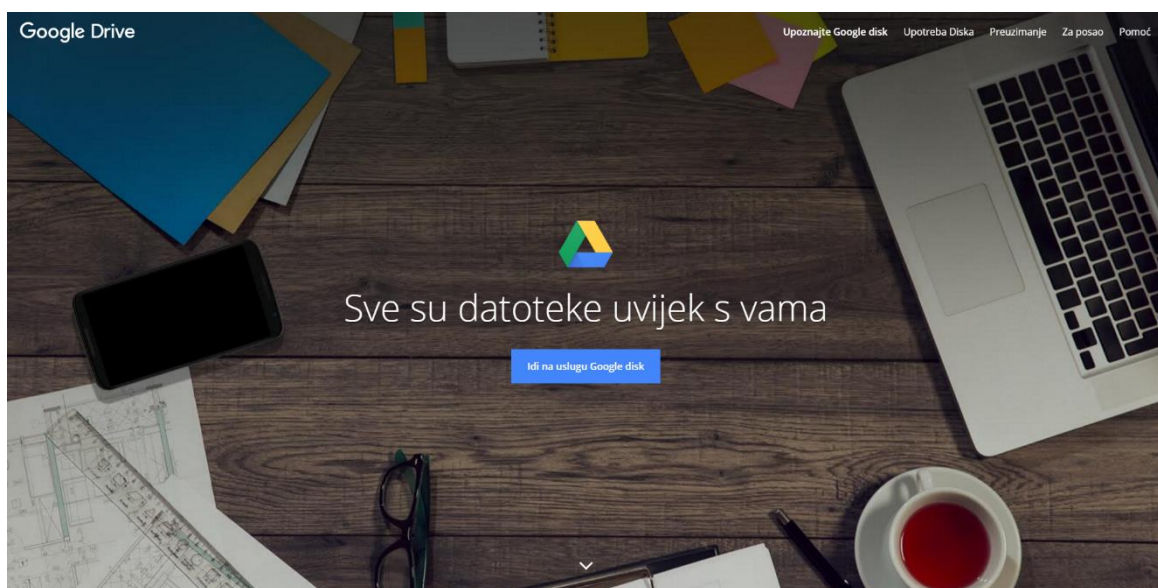 Google Drive
Upoznajte Google disk Upotreba Diska Preuzimanje Za posao Pomoć
Sve su datoteke uvijek s vama
Idi na uslugu Google disk